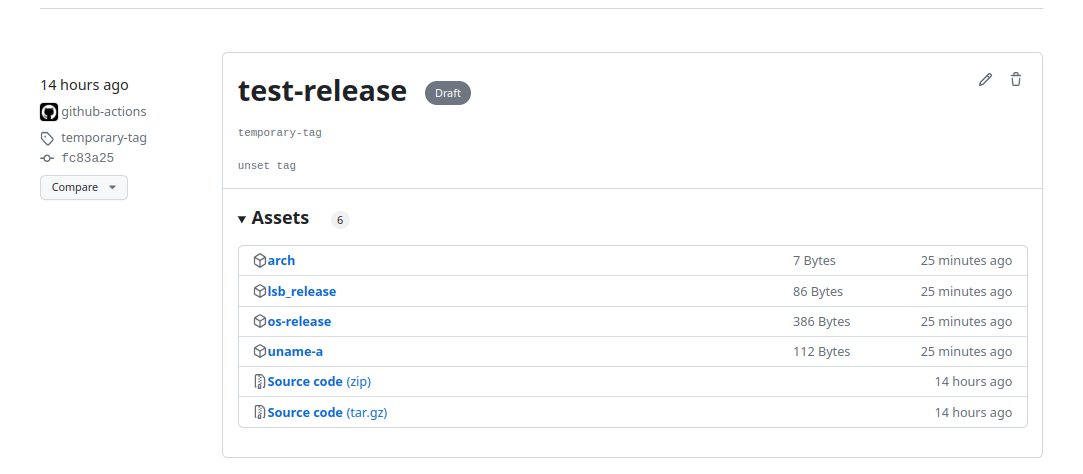 14 hours ago
github-actions
temporary-tag
fc83a25
Compare
test-release Draft
temporary-tag
unset tag
Assets 6
arch 7 Bytes 25 minutes ago
lsb_release 86 Bytes 25 minutes ago
os-release 386 Bytes 25 minutes ago
uname-a 112 Bytes 25 minutes ago
Source code (zip) 14 hours ago
Source code (tar.gz) 14 hours ago